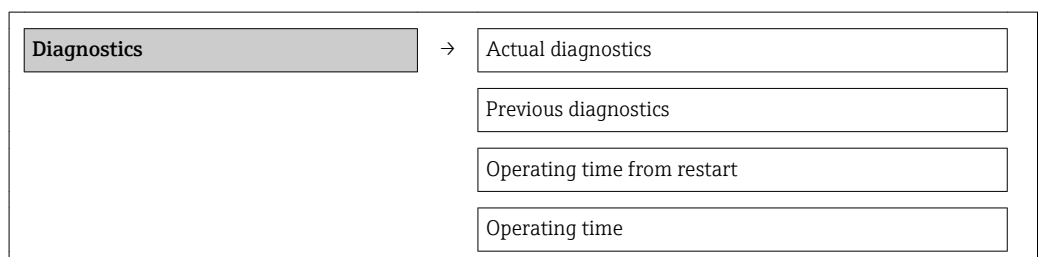 Diagnostics → Actual diagnostics
Previous diagnostics
Operating time from restart
Operating time